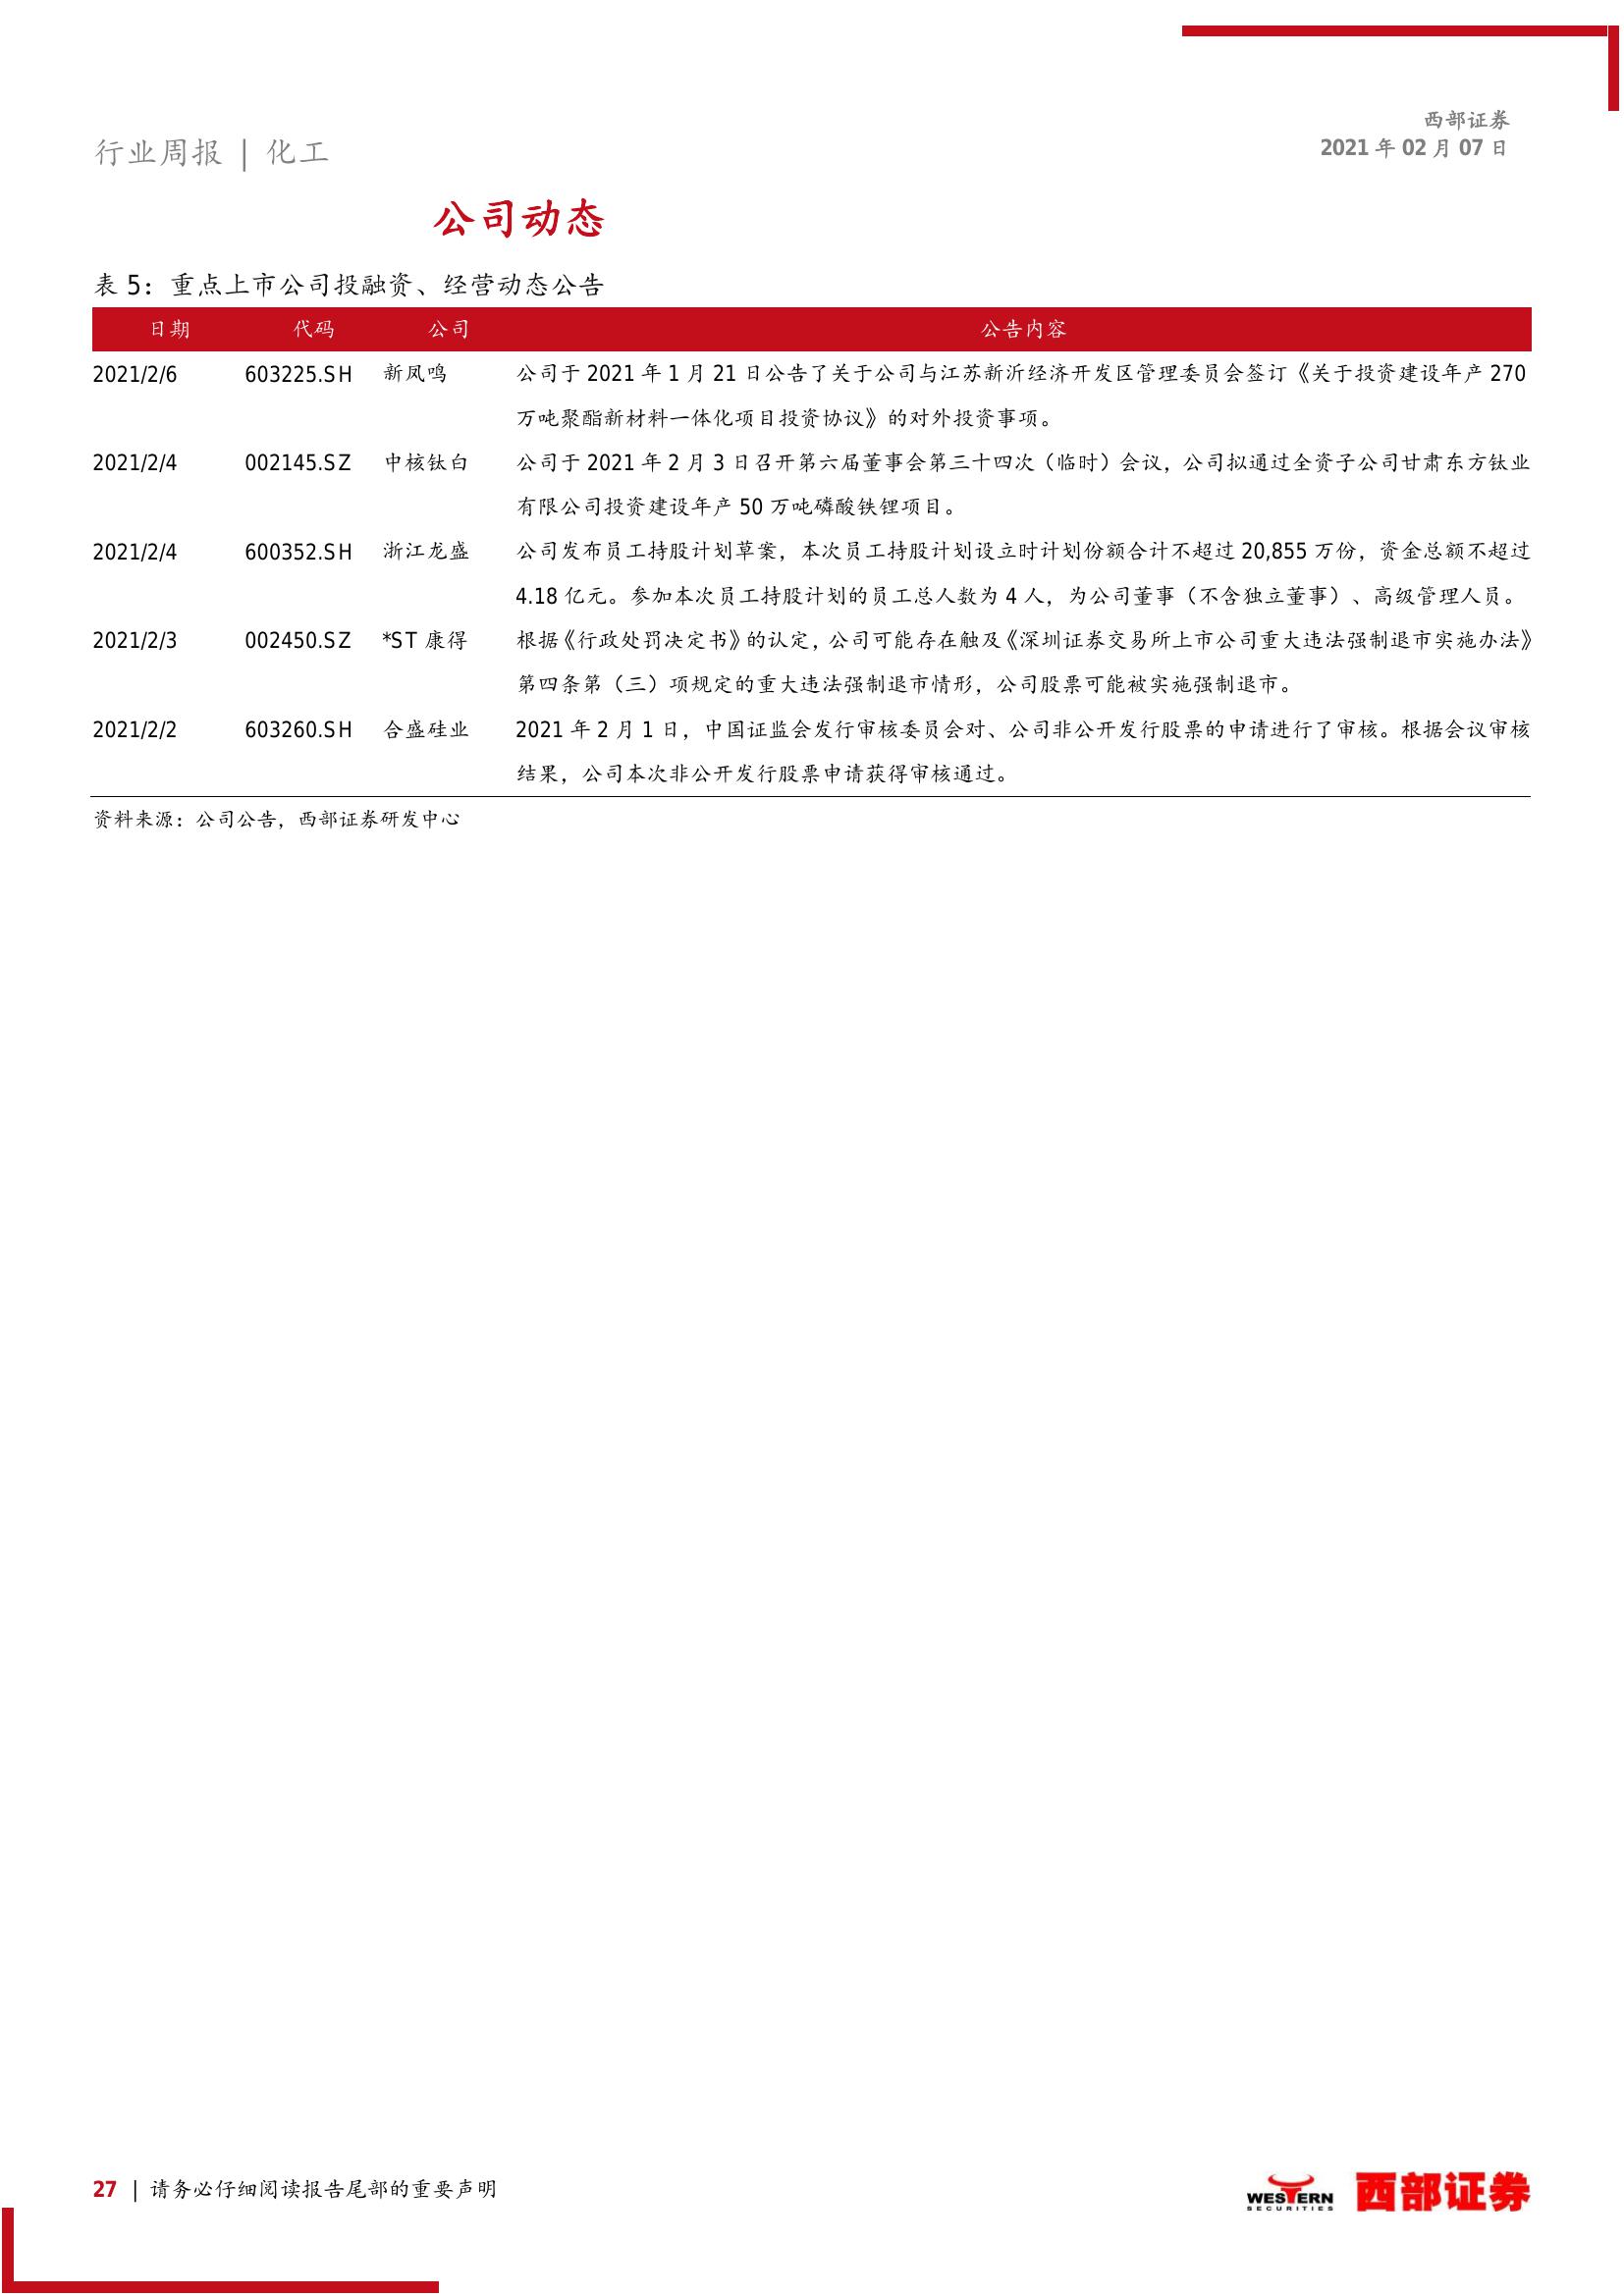 西部证券
2021 年 02 月 07 日
行业周报 | 化工
公司动态
表 5：重点上市公司投融资、经营动态公告
日期 代码 公司 公告内容
2021/2/6 603225.SH 新凤鸣 公司于 2021 年 1 月 21 日公告了关于公司与江苏新沂经济开发区管理委员会签订《关于投资建设年产 270
万吨聚酯新材料一体化项目投资协议》的对外投资事项。
2021/2/4 002145.SZ 中核钛白 公司于 2021 年 2 月 3 日召开第六届董事会第三十四次（临时）会议，公司拟通过全资子公司甘肃东方钛业
有限公司投资建设年产 50 万吨磷酸铁锂项目。
2021/2/4 600352.SH 浙江龙盛 公司发布员工持股计划草案，本次员工持股计划设立时计划份额合计不超过 20,855 万份，资金总额不超过
4.18 亿元。参加本次员工持股计划的员工总人数为 4 人，为公司董事（不含独立董事）、高级管理人员。
2021/2/3 002450.SZ *ST 康得 根据《行政处罚决定书》的认定，公司可能存在触及《深圳证券交易所上市公司重大违法强制退市实施办法》
第四条第（三）项规定的重大违法强制退市情形，公司股票可能被实施强制退市。
2021/2/2 603260.SH 合盛硅业 2021 年 2 月 1 日，中国证监会发行审核委员会对、公司非公开发行股票的申请进行了审核。根据会议审核
结果，公司本次非公开发行股票申请获得审核通过。
资料来源：公司公告，西部证券研发中心
27 | 请务必仔细阅读报告尾部的重要声明
WESTERN
SECURITIES
西部证券